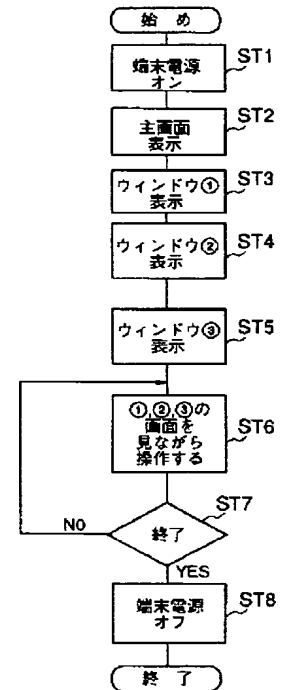 始め
端末電源
オン
ST1
主画面
表示
ST2
ウィンドウ①
表示
ST3
ウィンドウ②
表示
ST4
ウィンドウ③
表示
ST5
①,②,③の
画面を
見ながら
操作する
ST6
終了
ST7
NO
YES
端末電源
オフ
ST8
終了